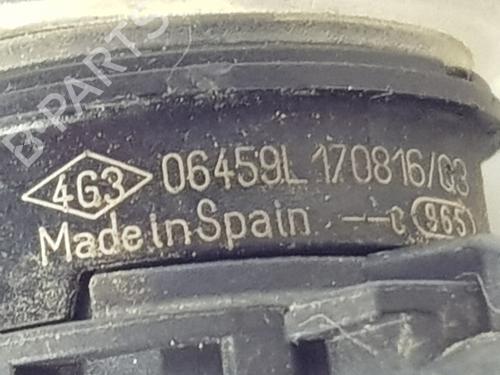 B-PARTS
4G3 06459L 170816/G3
Made in Spain --C 965